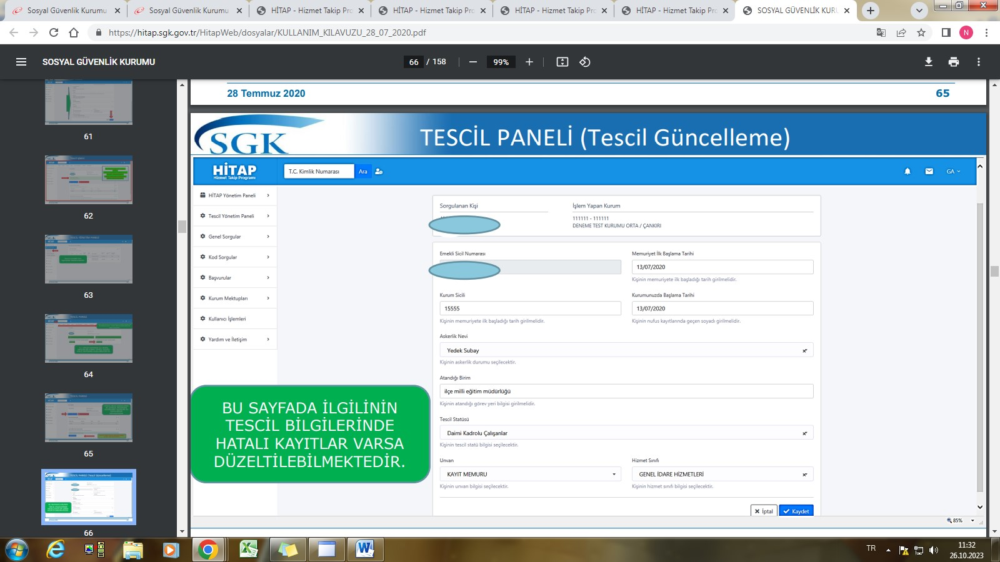 Sosyal Güvenlik Kurumu
Sosyal Güvenlik Kurumu
HİTAP - Hizmet Takip Pro
HİTAP - Hizmet Takip Pro
HİTAP - Hizmet Takip Pro
HİTAP - Hizmet Takip Pro
SOSYAL GÜVENLİK KURU
https://hitap.sgk.gov.tr/HitapWeb/dosyalar/KULLANIM_KILAVUZU_28_07_2020.pdf
N
SOSYAL GÜVENLİK KURUMU
66 / 158
99%
61
62
63
64
65
66
28 Temmuz 2020
65
SGK
TESCİL PANELİ (Tescil Güncelleme)
HİTAP
Hizmet Takip Programı
T.C. Kimlik Numarası
Ara
GA
HİTAP Yönetim Paneli
Tescil Yönetim Paneli
Genel Sorgular
Kod Sorgular
Başvurular
Kurum Mektupları
Kullanıcı İşlemleri
Yardım ve İletişim
Sorgulanan Kişi
İşlem Yapan Kurum
111111 - 111111
DENEME TEST KURUMU ORTA / ÇANKIRI
Emekli Sicil Numarası
Memuriyet İlk Başlama Tarihi
13/07/2020
Kişinin memuriyete ilk başladığı tarih girilmelidir.
Kurum Sicili
Kurumunuzda Başlama Tarihi
15555
13/07/2020
Kişinin memuriyete ilk başladığı tarih girilmelidir.
Kişinin nufus kayıtlarında geçen soyadı girilmelidir.
Askerlik Nevi
Yedek Subay
Kişinin askerlik durumu seçilecektir.
Atandığı Birim
ilçe milli eğitim müdürlüğü
Kişinin atandığı görev yeri bilgisi girilmelidir.
Tescil Statüsü
Daimi Kadrolu Çalışanlar
Kişinin tescil statü bilgisi seçilecektir.
Unvan
Hizmet Sınıfı
KAYIT MEMURU
GENEL İDARE HİZMETLERİ
Kişinin unvan bilgisi seçilecektir.
Kişinin hizmet sınıfı bilgisi seçilecektir.
İptal
Kaydet
BU SAYFADA İLGİLİNİN
TESCİL BİLGİLERİNDE
HATALI KAYITLAR VARSA
DÜZELTİLEBİLMEKTEDİR.
85%
TR
11:32
26.10.2023